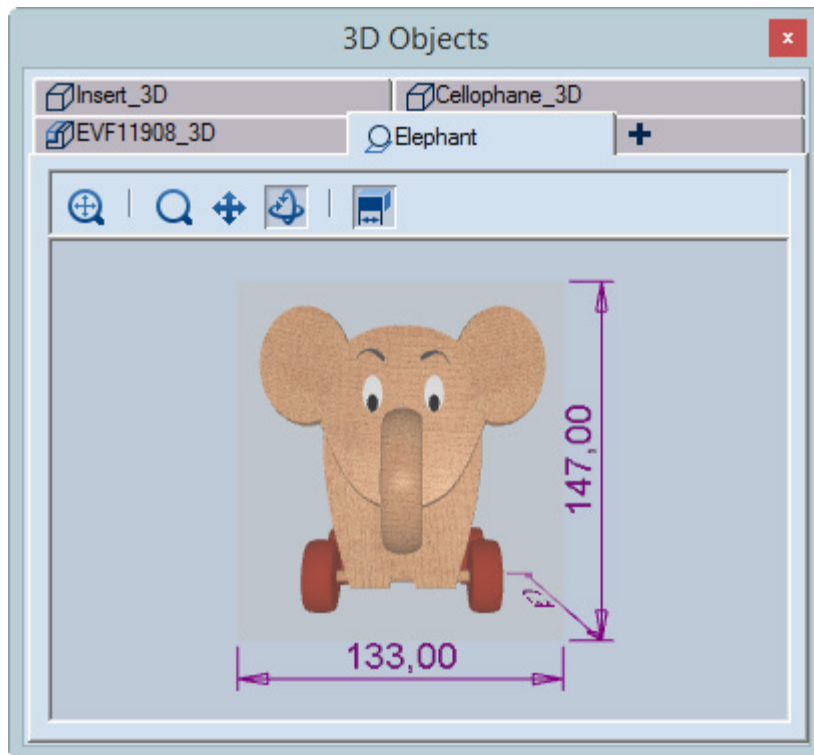 3D Objects
x
Insert_3D
Cellophane_3D
EVF11908_3D
Elephant
147,00
133,00